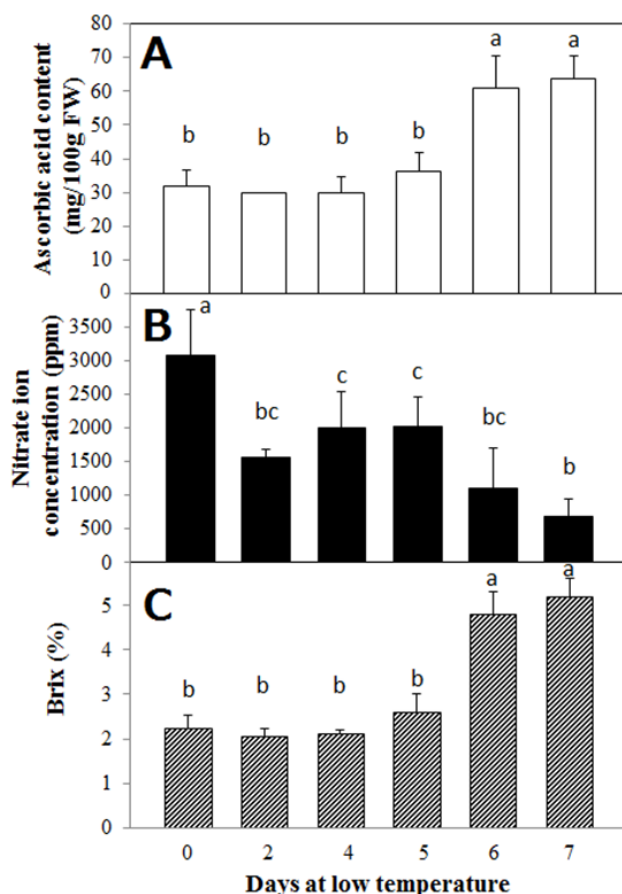 A
Ascorbic acid content
(mg/100g FW)
80
70
60
50
40
30
20
10
0
b b b b a a
B
Nitrate ion
concentration (ppm)
3500
3000
2500
2000
1500
1000
500
0
a bc c c bc b
C
Brix (%)
5
4
3
2
1
0
b b b b a a
0 2 4 5 6 7
Days at low temperature